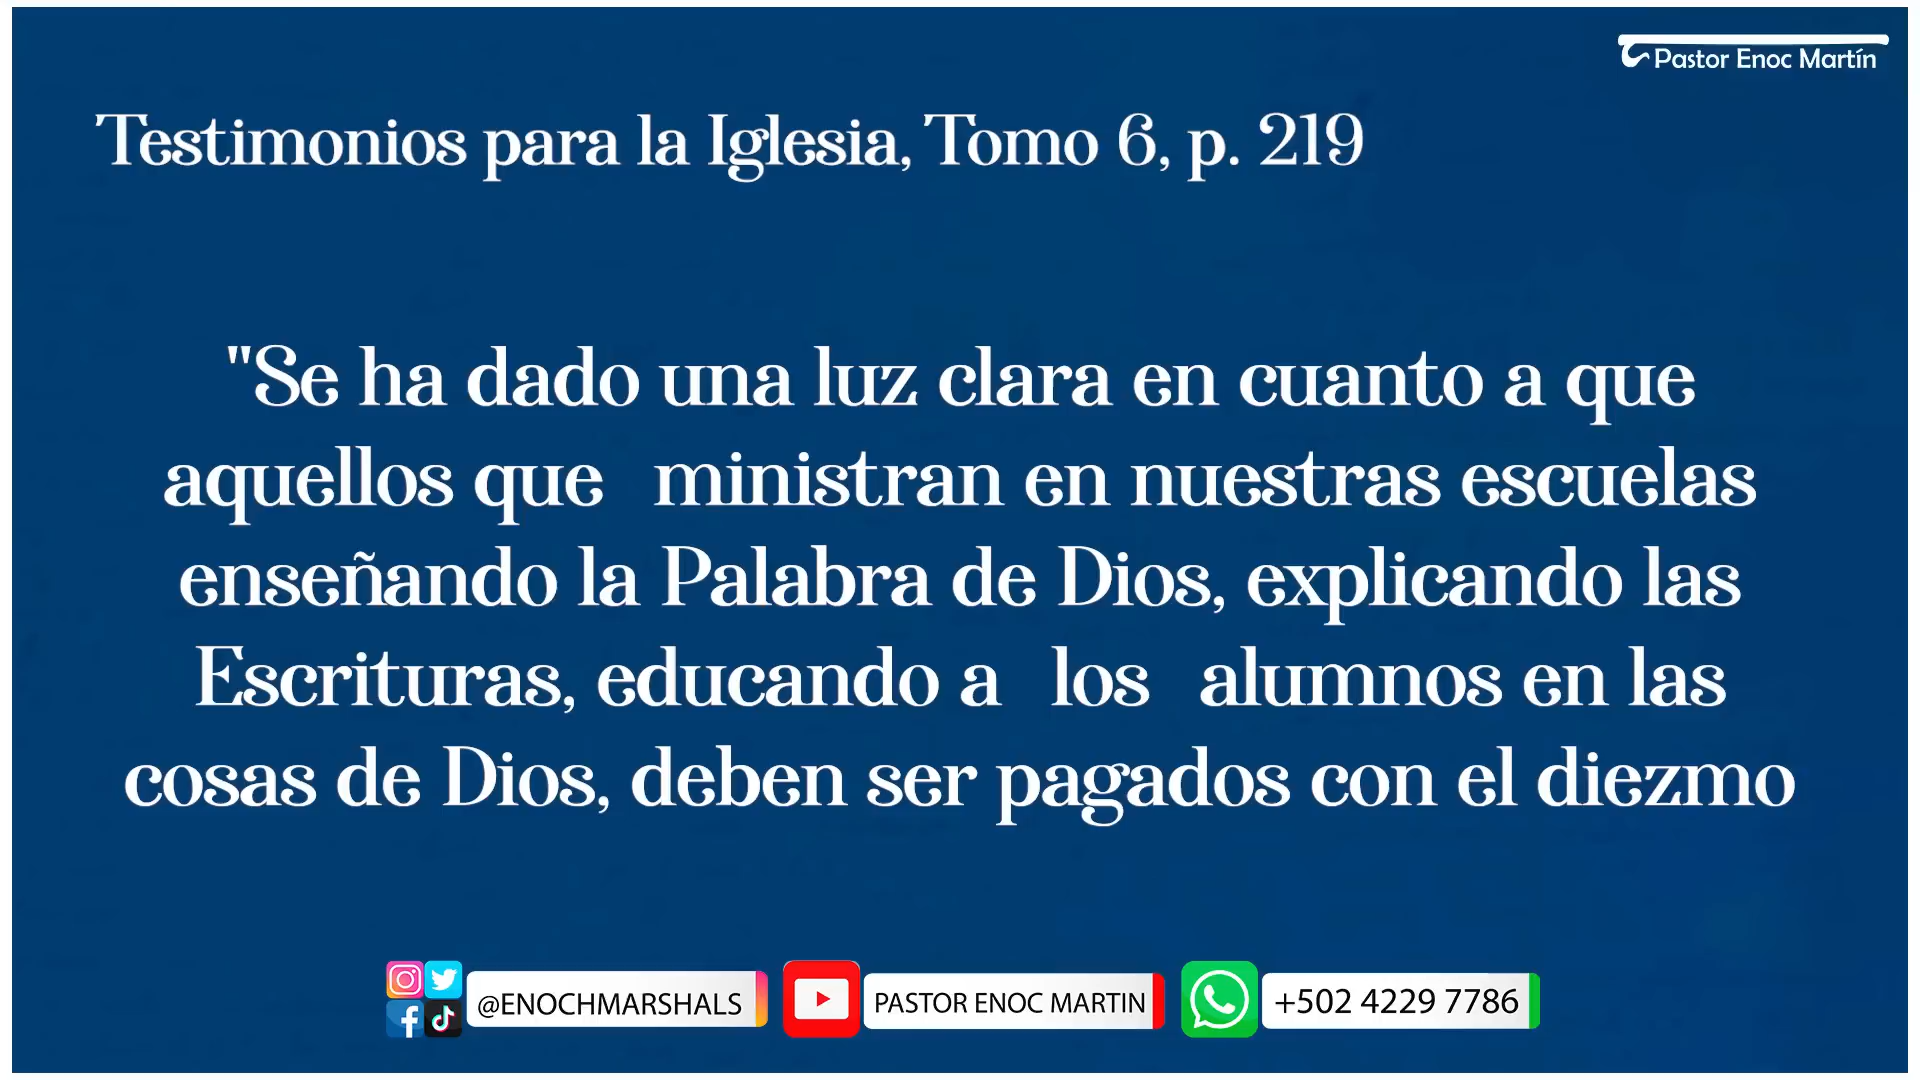 Pastor Enoc Martín
Testimonios para la Iglesia, Tomo 6, p. 219
"Se ha dado una luz clara en cuanto a que
aquellos que ministran en nuestras escuelas
enseñando la Palabra de Dios, explicando las
Escrituras, educando a los alumnos en las
cosas de Dios, deben ser pagados con el diezmo
@ENOCHMARSHALS
PASTOR ENOC MARTIN
+502 4229 7786